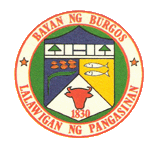 BAYAN NG BURGOS
1830
LALAWIGAN NG PANGASINAN